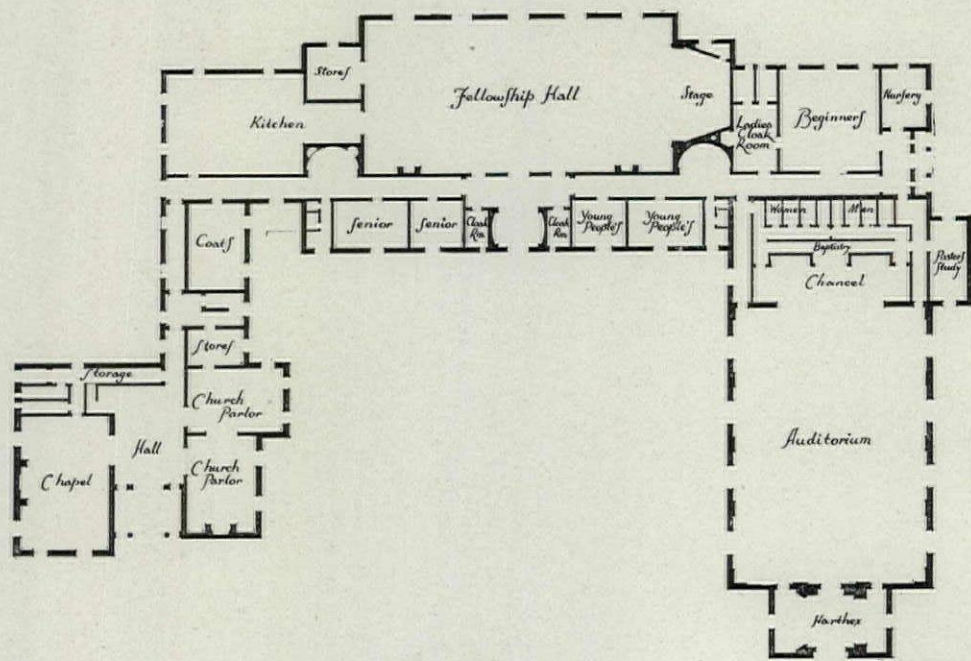 Stores
Fellowship Hall
Stage
Kitchen
Ladies
Cloak
Room
Beginners
Nursery
Senior
Senior
Cloak
Rm
Cloak
Rm
Young
People's
Young
People's
Women
Men
Baptistry
Chancel
Pastors
Study
Coats
Stores
Storage
Church
Parlor
Hall
Church
Parlor
Chapel
Auditorium
Narthex